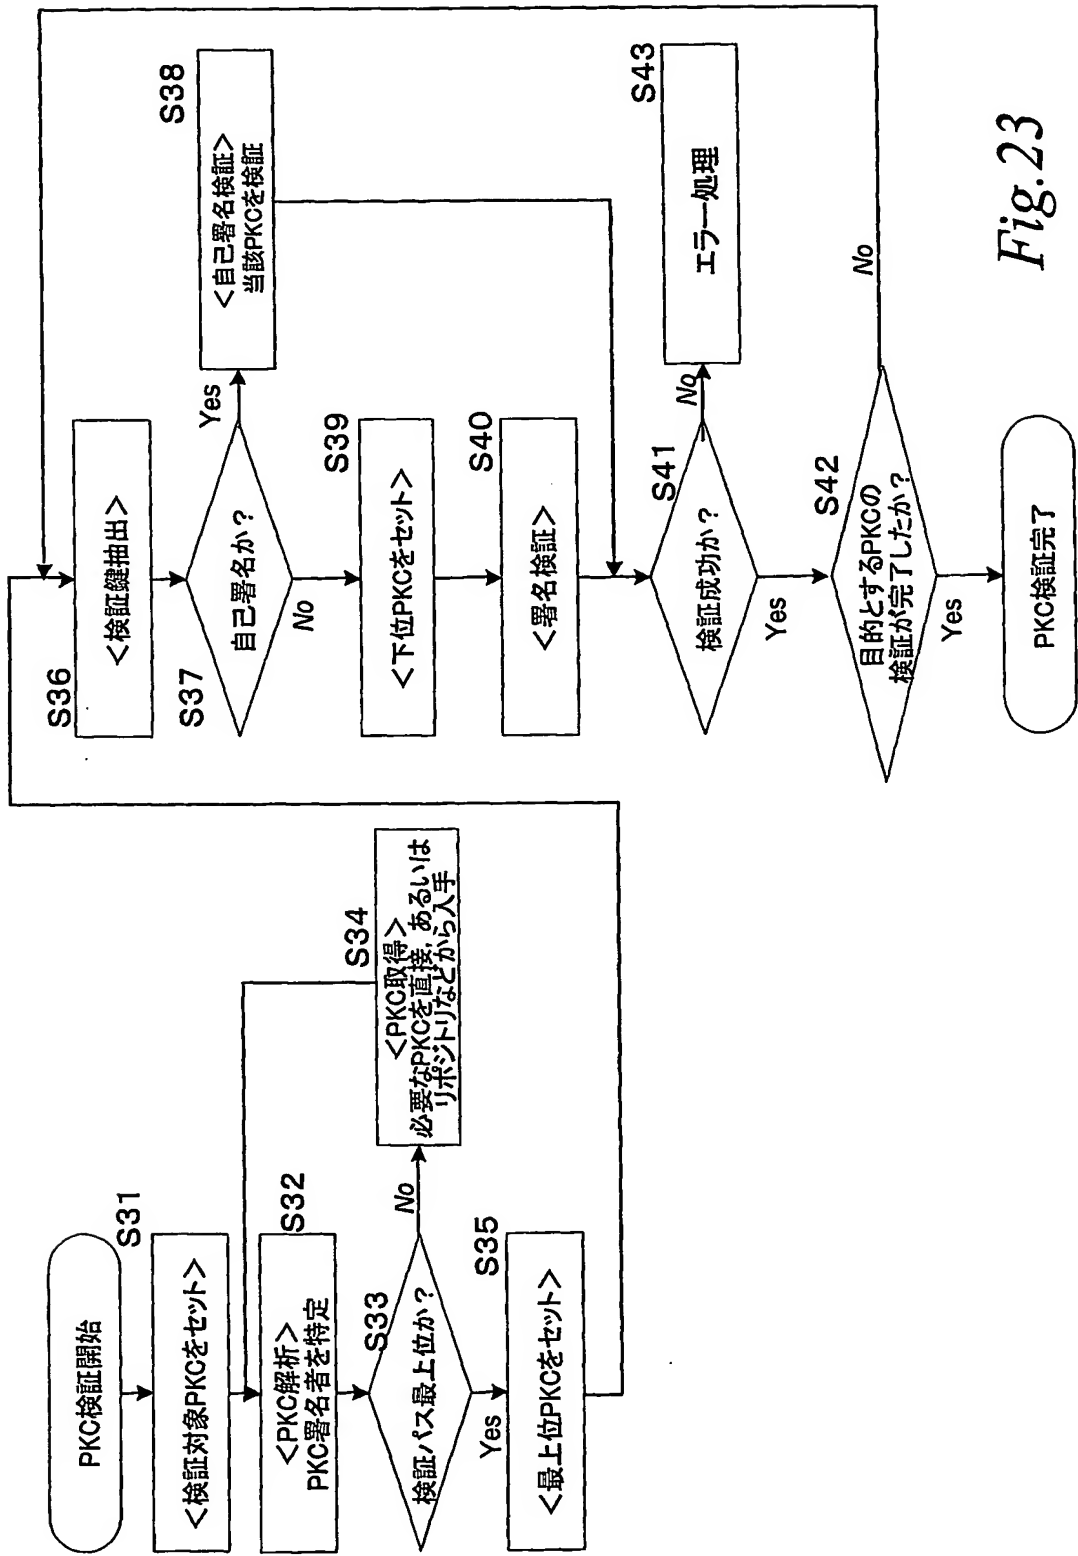 PKC検証開始
S31
<検証対象PKCをセット>
S32
<PKC解析>
PKC署名者を特定
S33
検証パス最上位か?
No
Yes
S34
<PKC取得>
必要なPKCを直接,あるいは
リポジトリなどから入手
S35
<最上位PKCをセット>
S36
<検証鍵抽出>
S37
自己署名か?
Yes
No
S38
<自己署名検証>
当該PKCを検証
S39
<下位PKCをセット>
S40
<署名検証>
S41
検証成功か?
No
Yes
S43
エラー処理
S42
目的とするPKCの
検証が完了したか?
No
Yes
PKC検証完了
Fig.23